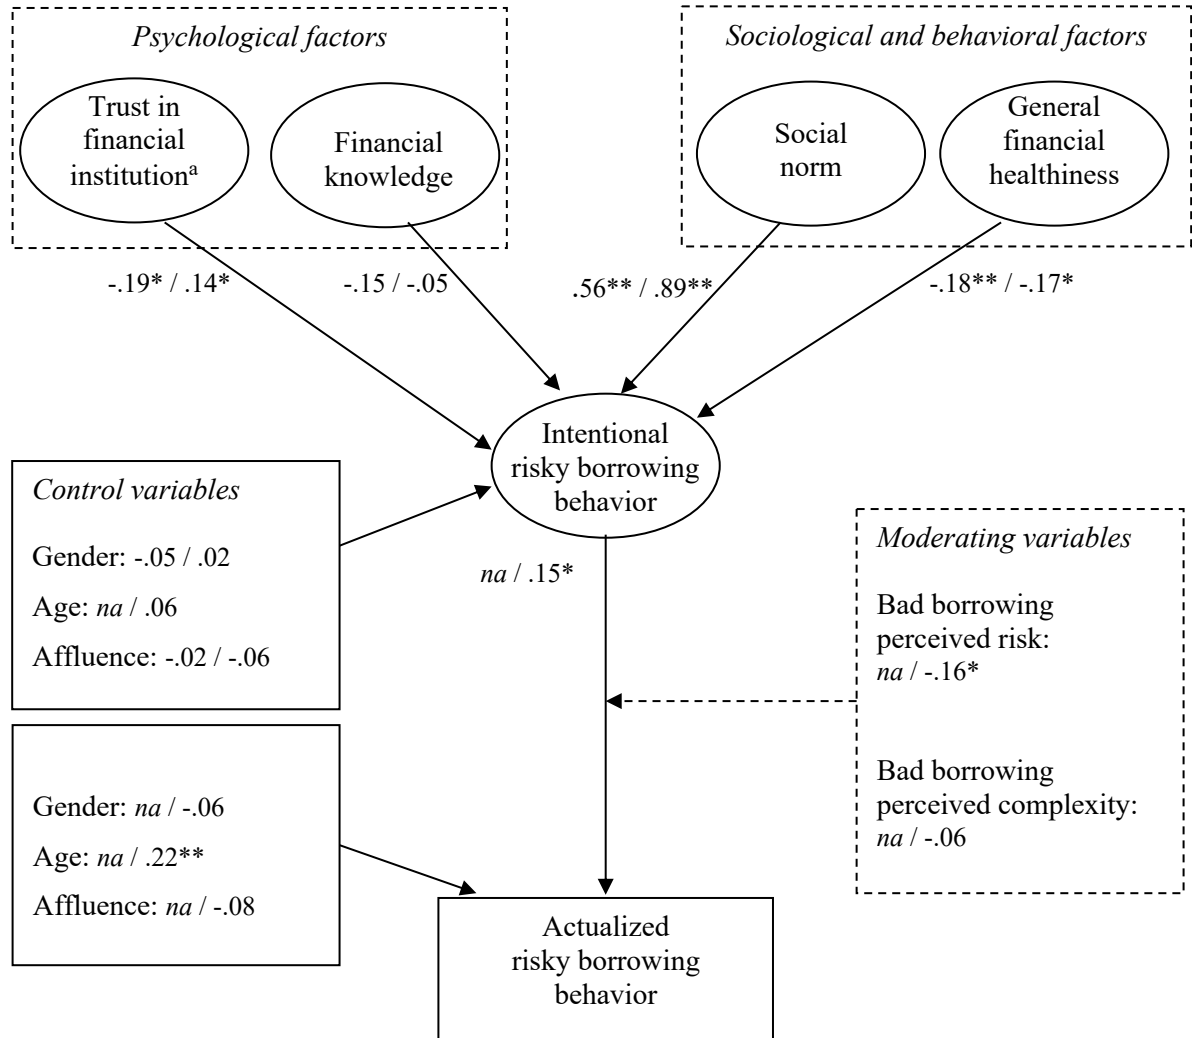 Psychological factors
Trust in
financial
institutionᵃ
Financial
knowledge
Sociological and behavioral factors
Social
norm
General
financial
healthiness
-.19* / .14*
-.15 / -.05
.56** / .89**
-.18** / -.17*
Intentional
risky borrowing
behavior
Control variables
Gender: -.05 / .02
Age: na / .06
Affluence: -.02 / -.06
na / .15*
Moderating variables
Bad borrowing
perceived risk:
na / -.16*
Bad borrowing
perceived complexity:
na / -.06
Gender: na / -.06
Age: na / .22**
Affluence: na / -.08
Actualized
risky borrowing
behavior